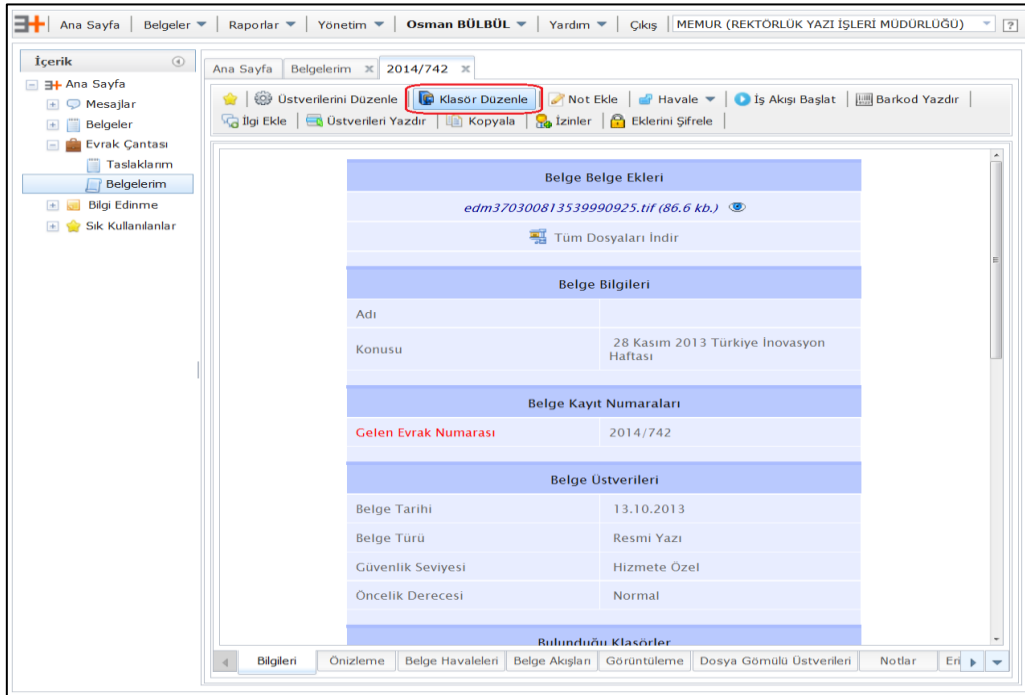 Ana Sayfa Belgeler Raporlar Yönetim Osman BÜLBÜL Yardım Çıkış MEMUR (REKTÖRLÜK YAZI İŞLERİ MÜDÜRLÜĞÜ) ?
İçerik
Ana Sayfa
Mesajlar
Belgeler
Evrak Çantası
Taslaklarım
Belgelerim
Bilgi Edinme
Sık Kullanılanlar
Ana Sayfa Belgelerim 2014/742
Üstverilerini Düzenle Klasör Düzenle Not Ekle Havale İş Akışı Başlat Barkod Yazdır
İlgi Ekle Üstverileri Yazdır Kopyala İzinler Eklerini Şifrele
Belge Belge Ekleri
edm370300813539990925.tif (86.6 kb.)
Tüm Dosyaları İndir
Belge Bilgileri
Adı
Konusu 28 Kasım 2013 Türkiye İnovasyon
Haftası
Belge Kayıt Numaraları
Gelen Evrak Numarası 2014/742
Belge Üstverileri
Belge Tarihi 13.10.2013
Belge Türü Resmi Yazı
Güvenlik Seviyesi Hizmete Özel
Öncelik Derecesi Normal
Bulunduğu Klasörler
Bilgileri Önizleme Belge Havaleleri Belge Akışları Görüntüleme Dosya Gömülü Üstverileri Notlar Eri